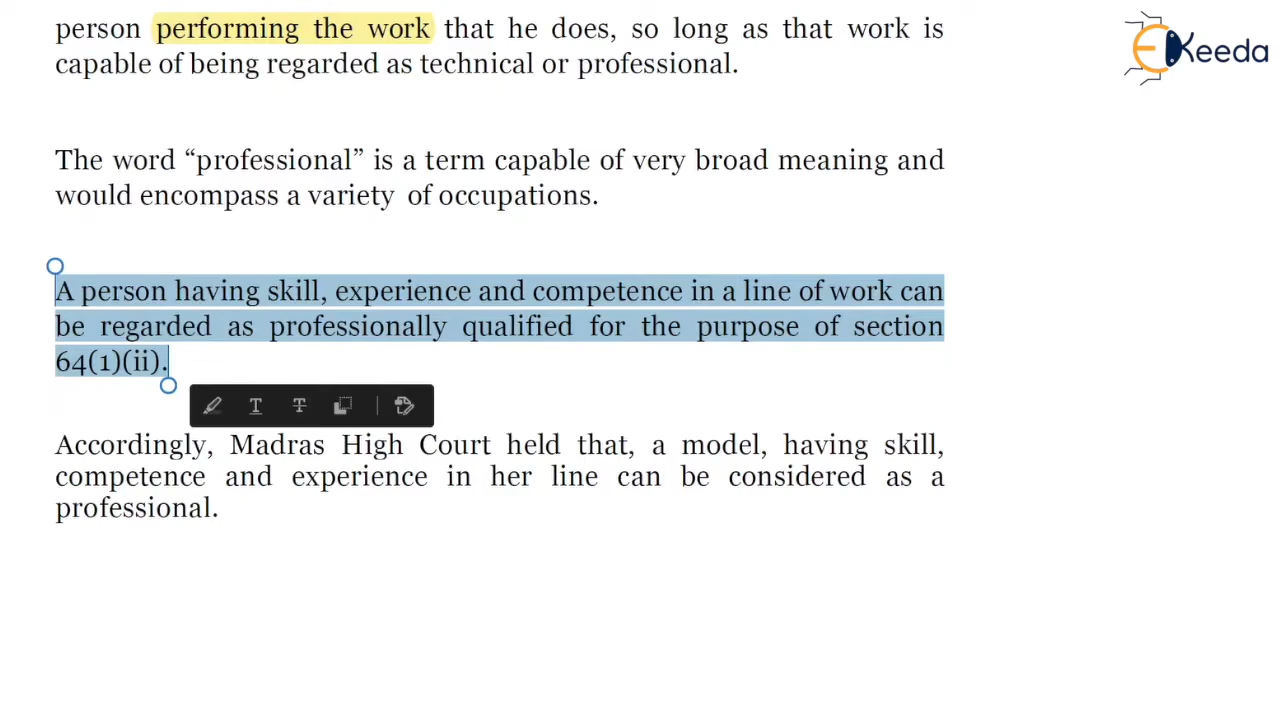 person performing the work that he does, so long as that work is
capable of being regarded as technical or professional.
The word “professional” is a term capable of very broad meaning and
would encompass a variety of occupations.
A person having skill, experience and competence in a line of work can
be regarded as professionally qualified for the purpose of section
64(1)(ii).
Accordingly, Madras High Court held that, a model, having skill,
competence and experience in her line can be considered as a
professional.
EKeeda